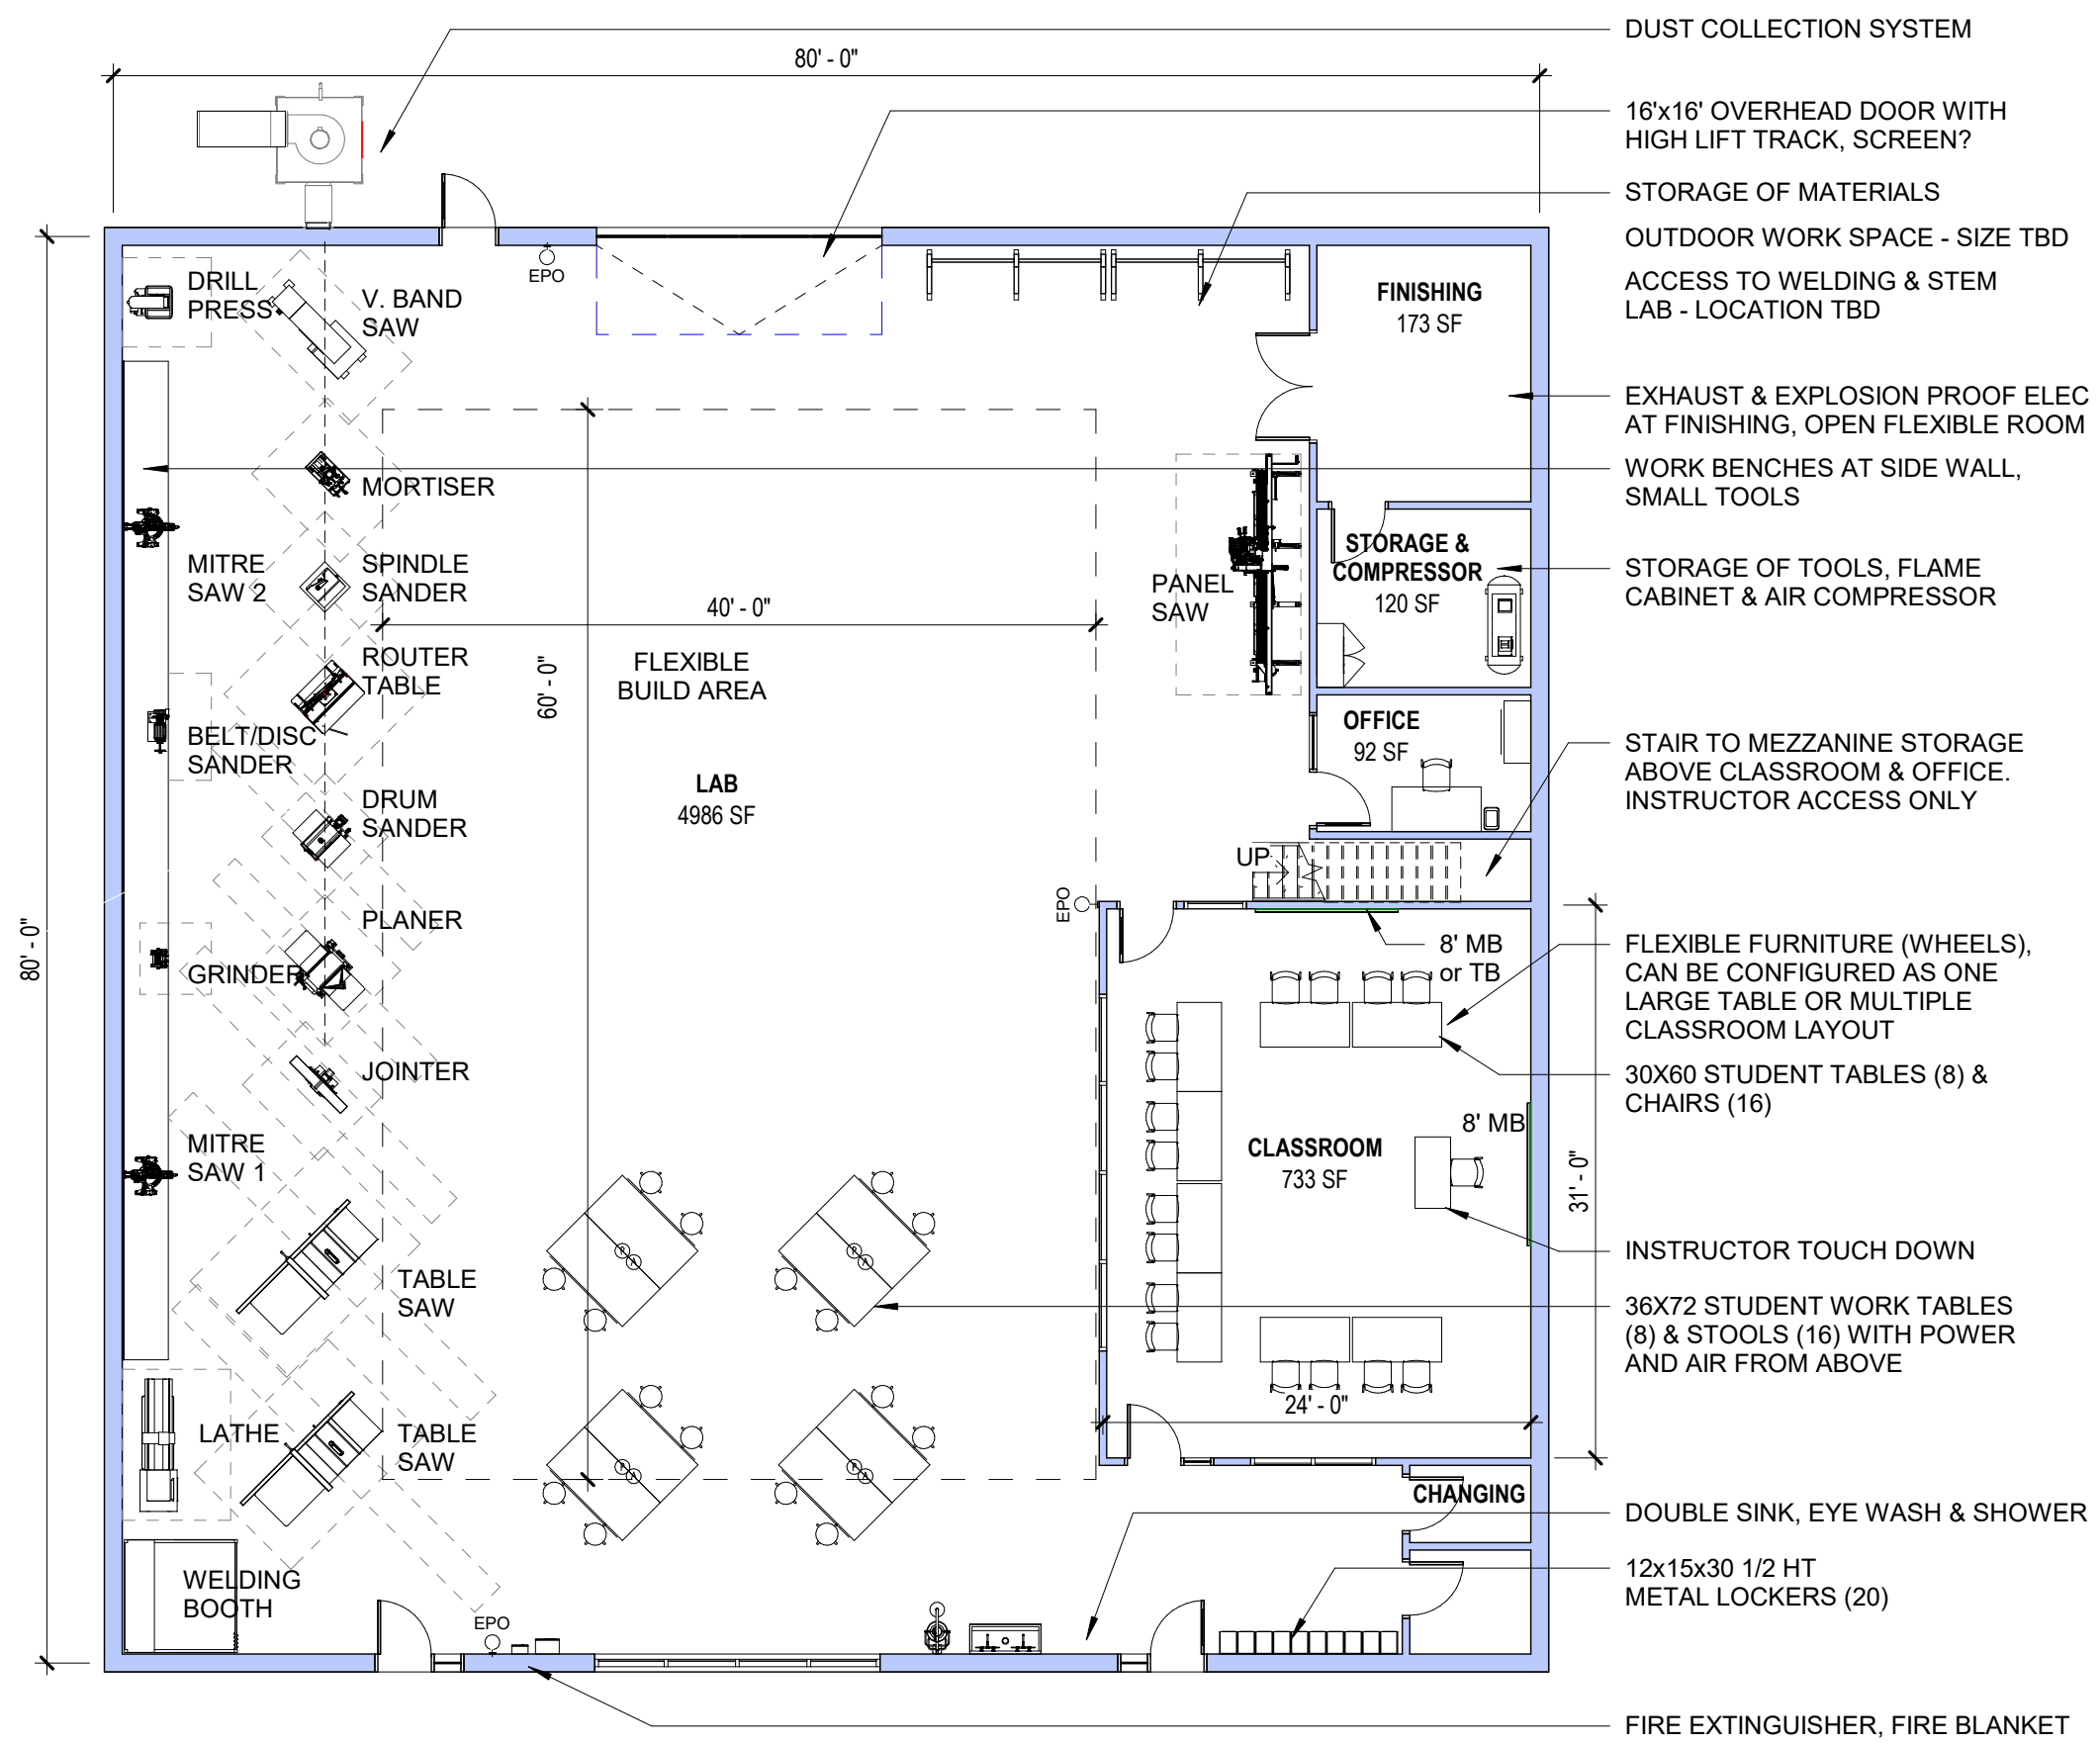 DUST COLLECTION SYSTEM
80' - 0"
16'x16' OVERHEAD DOOR WITH
HIGH LIFT TRACK, SCREEN?
STORAGE OF MATERIALS
OUTDOOR WORK SPACE - SIZE TBD
ACCESS TO WELDING & STEM
LAB - LOCATION TBD
EXHAUST & EXPLOSION PROOF ELEC
AT FINISHING, OPEN FLEXIBLE ROOM
WORK BENCHES AT SIDE WALL,
SMALL TOOLS
STORAGE OF TOOLS, FLAME
CABINET & AIR COMPRESSOR
STAIR TO MEZZANINE STORAGE
ABOVE CLASSROOM & OFFICE.
INSTRUCTOR ACCESS ONLY
FLEXIBLE FURNITURE (WHEELS),
CAN BE CONFIGURED AS ONE
LARGE TABLE OR MULTIPLE
CLASSROOM LAYOUT
30X60 STUDENT TABLES (8) &
CHAIRS (16)
INSTRUCTOR TOUCH DOWN
36X72 STUDENT WORK TABLES
(8) & STOOLS (16) WITH POWER
AND AIR FROM ABOVE
DOUBLE SINK, EYE WASH & SHOWER
12x15x30 1/2 HT
METAL LOCKERS (20)
FIRE EXTINGUISHER, FIRE BLANKET
EPO
DRILL
PRESS
V. BAND
SAW
MORTISER
MITRE
SAW 2
SPINDLE
SANDER
ROUTER
TABLE
BELT/DISC
SANDER
DRUM
SANDER
PLANER
GRINDER
JOINTER
MITRE
SAW 1
TABLE
SAW
LATHE
TABLE
SAW
WELDING
BOOTH
EPO
80' - 0"
40' - 0"
60' - 0"
FLEXIBLE
BUILD AREA
LAB
4986 SF
P
A
P
A
P
A
P
A
PANEL
SAW
FINISHING
173 SF
STORAGE &
COMPRESSOR
120 SF
OFFICE
92 SF
UP
EPO
8' MB
or TB
8' MB
CLASSROOM
733 SF
31' - 0"
24' - 0"
CHANGING